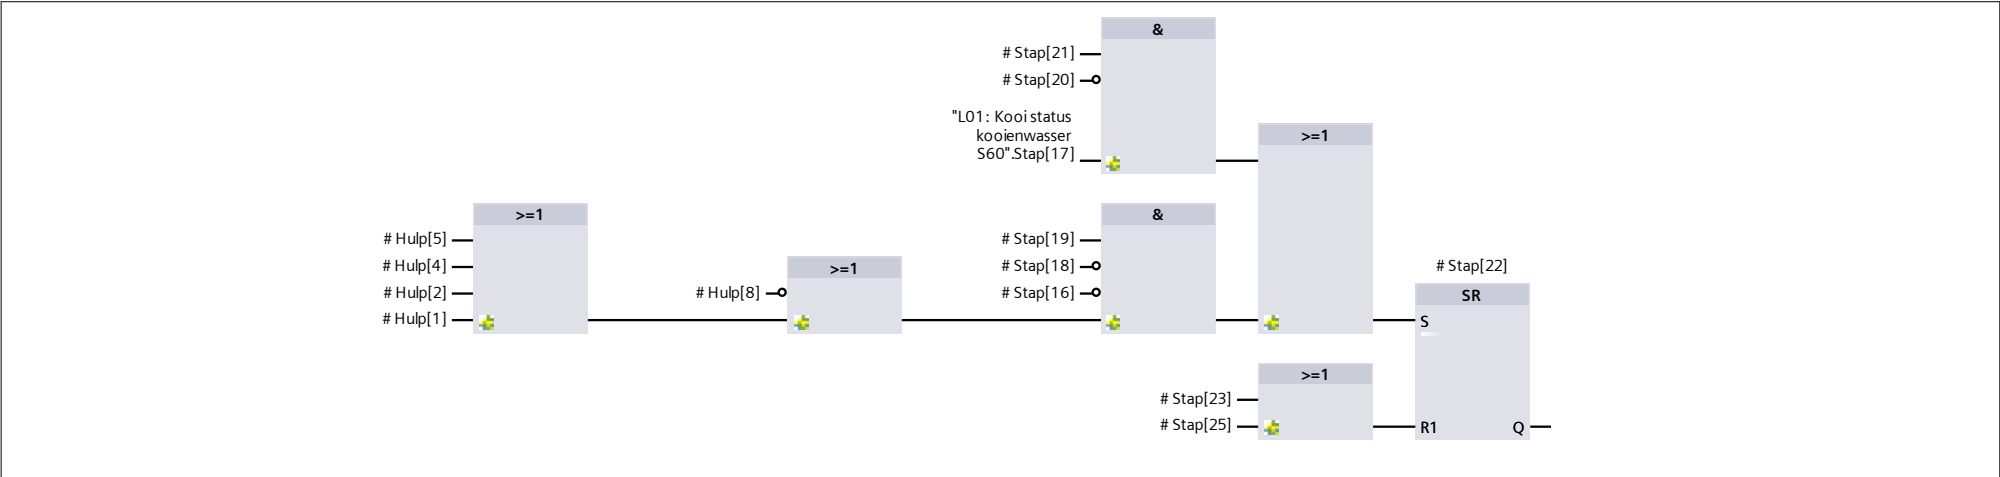 &
# Stap[21]
# Stap[20]
"L01: Kooi status
kooienwasser
S60".Stap[17]
>=1
>=1
# Hulp[5]
# Hulp[4]
# Hulp[2]
# Hulp[1]
>=1
# Hulp[8]
&
# Stap[19]
# Stap[18]
# Stap[16]
# Stap[22]
SR
S
R1 Q
>=1
# Stap[23]
# Stap[25]